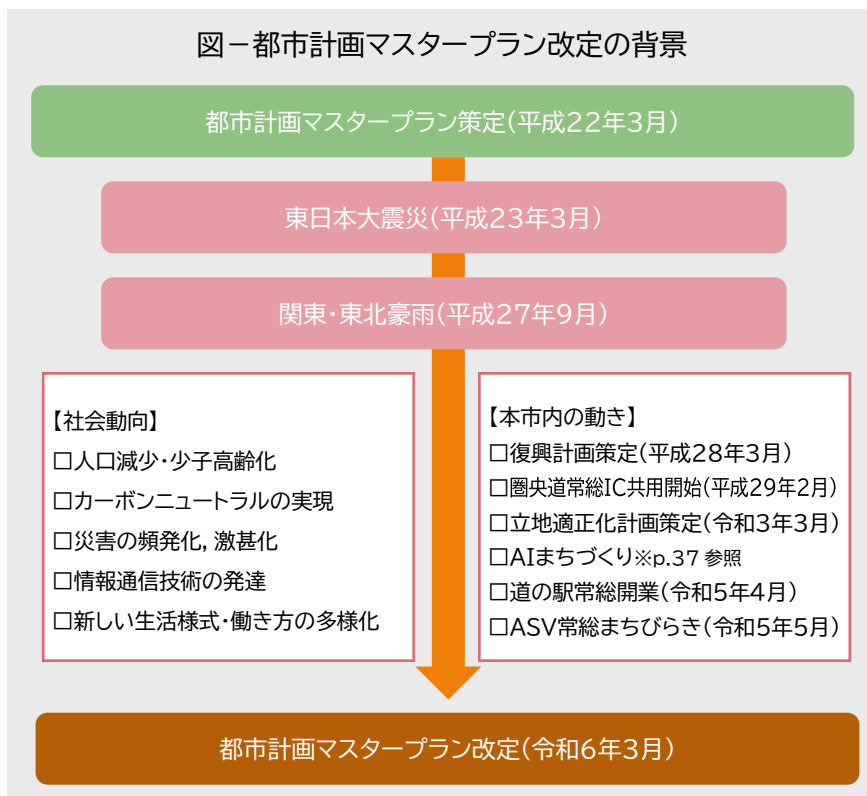 図－都市計画マスタープラン改定の背景
都市計画マスタープラン策定(平成22年3月)
東日本大震災(平成23年3月)
関東・東北豪雨(平成27年9月)
【社会動向】
□人口減少・少子高齢化
□カーボンニュートラルの実現
□災害の頻発化，激甚化
□情報通信技術の発達
□新しい生活様式・働き方の多様化
【本市内の動き】
□復興計画策定(平成28年3月)
□圏央道常総IC共用開始(平成29年2月)
□立地適正化計画策定(令和3年3月)
□AIまちづくり※p.37 参照
□道の駅常総開業(令和5年4月)
□ASV常総まちびらき(令和5年5月)
都市計画マスタープラン改定(令和6年3月)